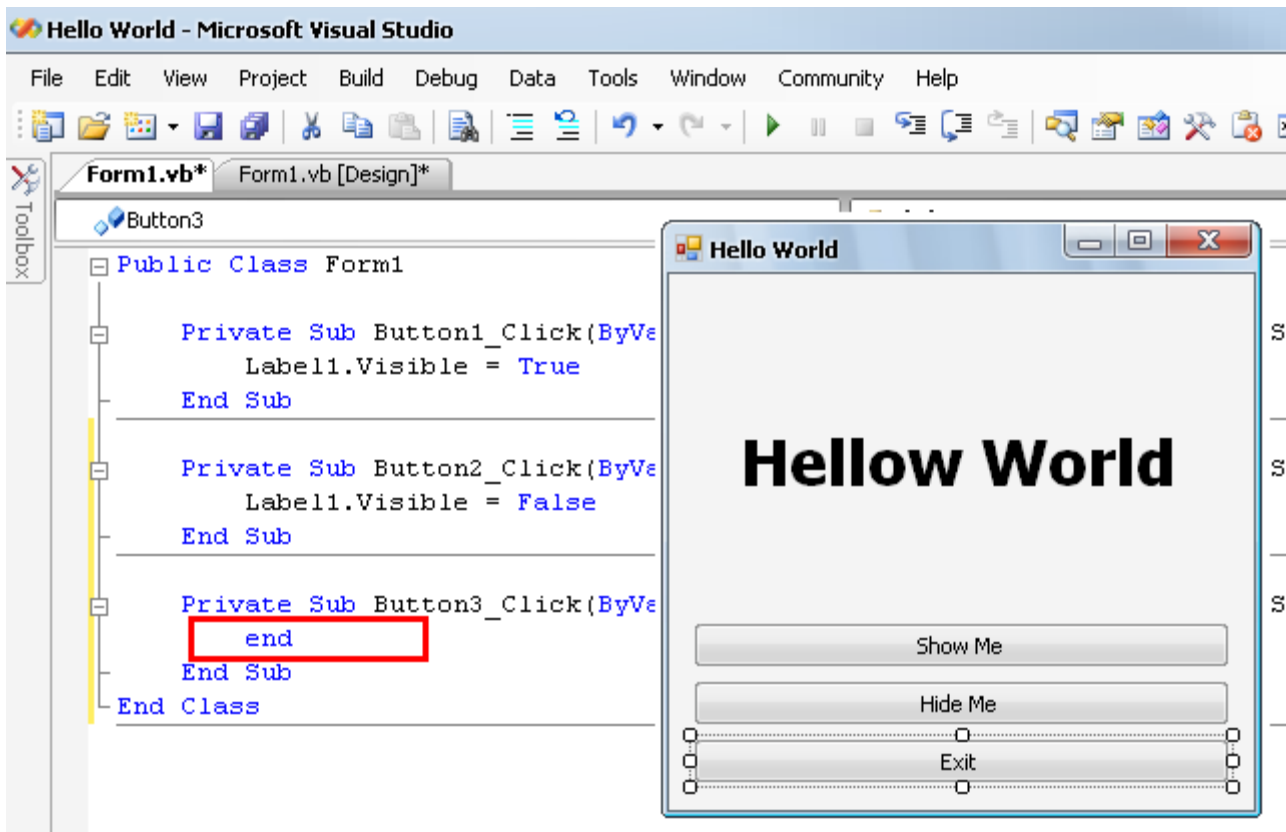 Hello World - Microsoft Visual Studio
File Edit View Project Build Debug Data Tools Window Community Help
Form1.vb* Form1.vb [Design]*
Toolbox
Button3
Public Class Form1
Private Sub Button1_Click(ByVa
Label1.Visible = True
End Sub
Private Sub Button2_Click(ByVa
Label1.Visible = False
End Sub
Private Sub Button3_Click(ByVa
end
End Sub
End Class
Hello World
Hellow World
Show Me
Hide Me
Exit